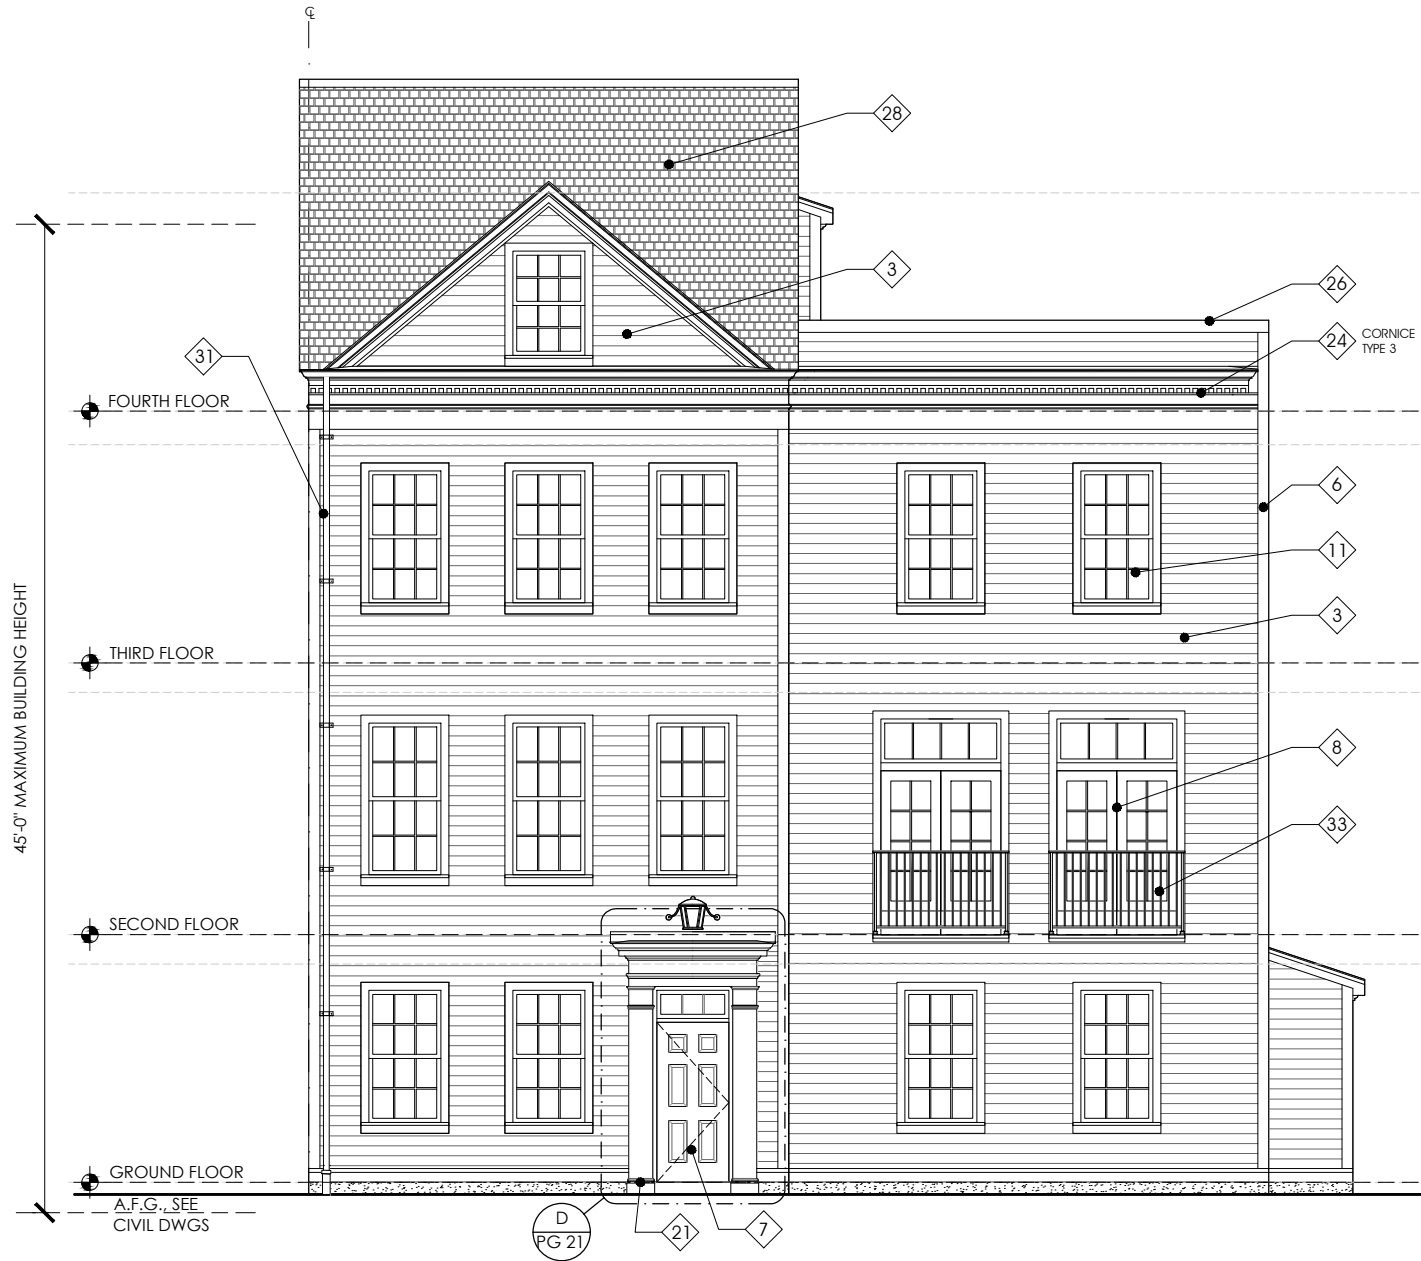 ℄
28
3
26
24 CORNICE
TYPE 3
31
FOURTH FLOOR
6
11
3
THIRD FLOOR
45'-0" MAXIMUM BUILDING HEIGHT
8
33
SECOND FLOOR
GROUND FLOOR
A.F.G., SEE
CIVIL DWGS
D
PG 21
21
7